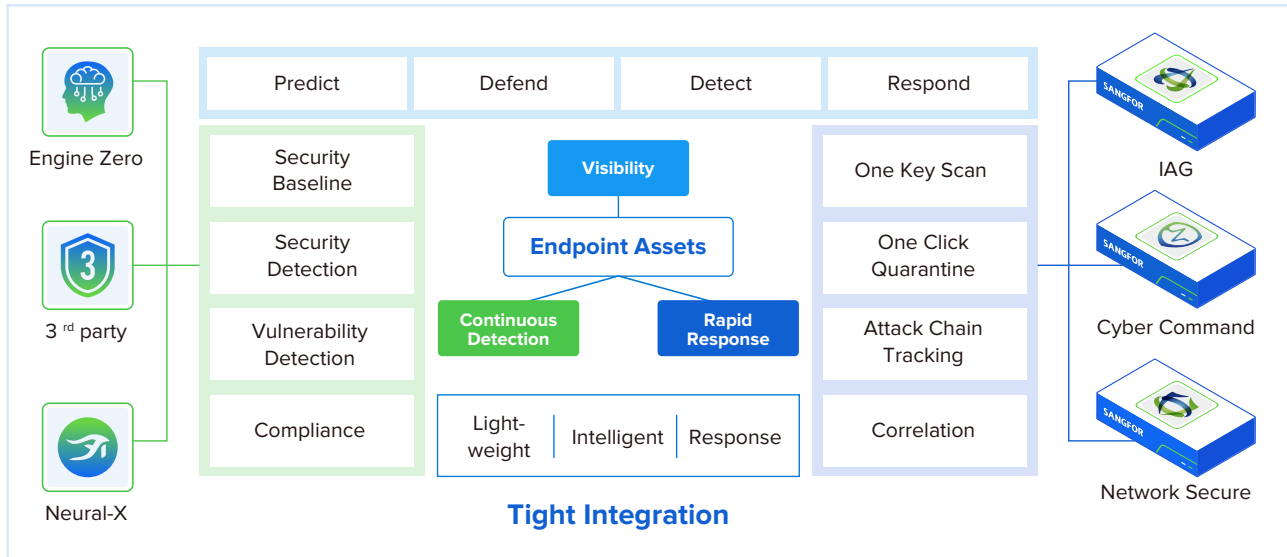 Predict
Defend
Detect
Respond
Engine Zero
3
3 rd party
Neural-X
Security
Baseline
Security
Detection
Vulnerability
Detection
Compliance
Visibility
Endpoint Assets
Continuous
Detection
Rapid
Response
Light-
weight
Intelligent
Response
Tight Integration
One Key Scan
One Click
Quarantine
Attack Chain
Tracking
Correlation
SANGFOR
IAG
SANGFOR
Cyber Command
SANGFOR
Network Secure